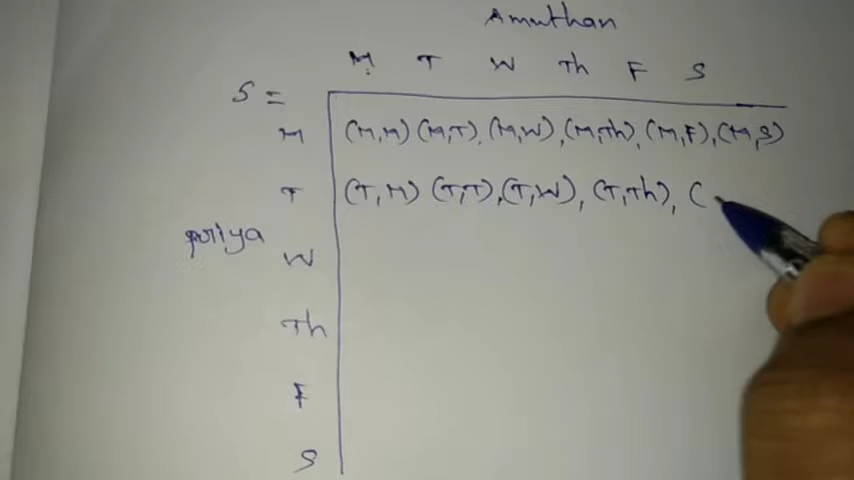 Amuthan
M T W Th F S
S =
M (M,M) (M,T), (M,W), (M,Th), (M,F), (M,S)
T (T,M) (T,T), (T,W), (T,Th), (
priya
W
Th
F
S